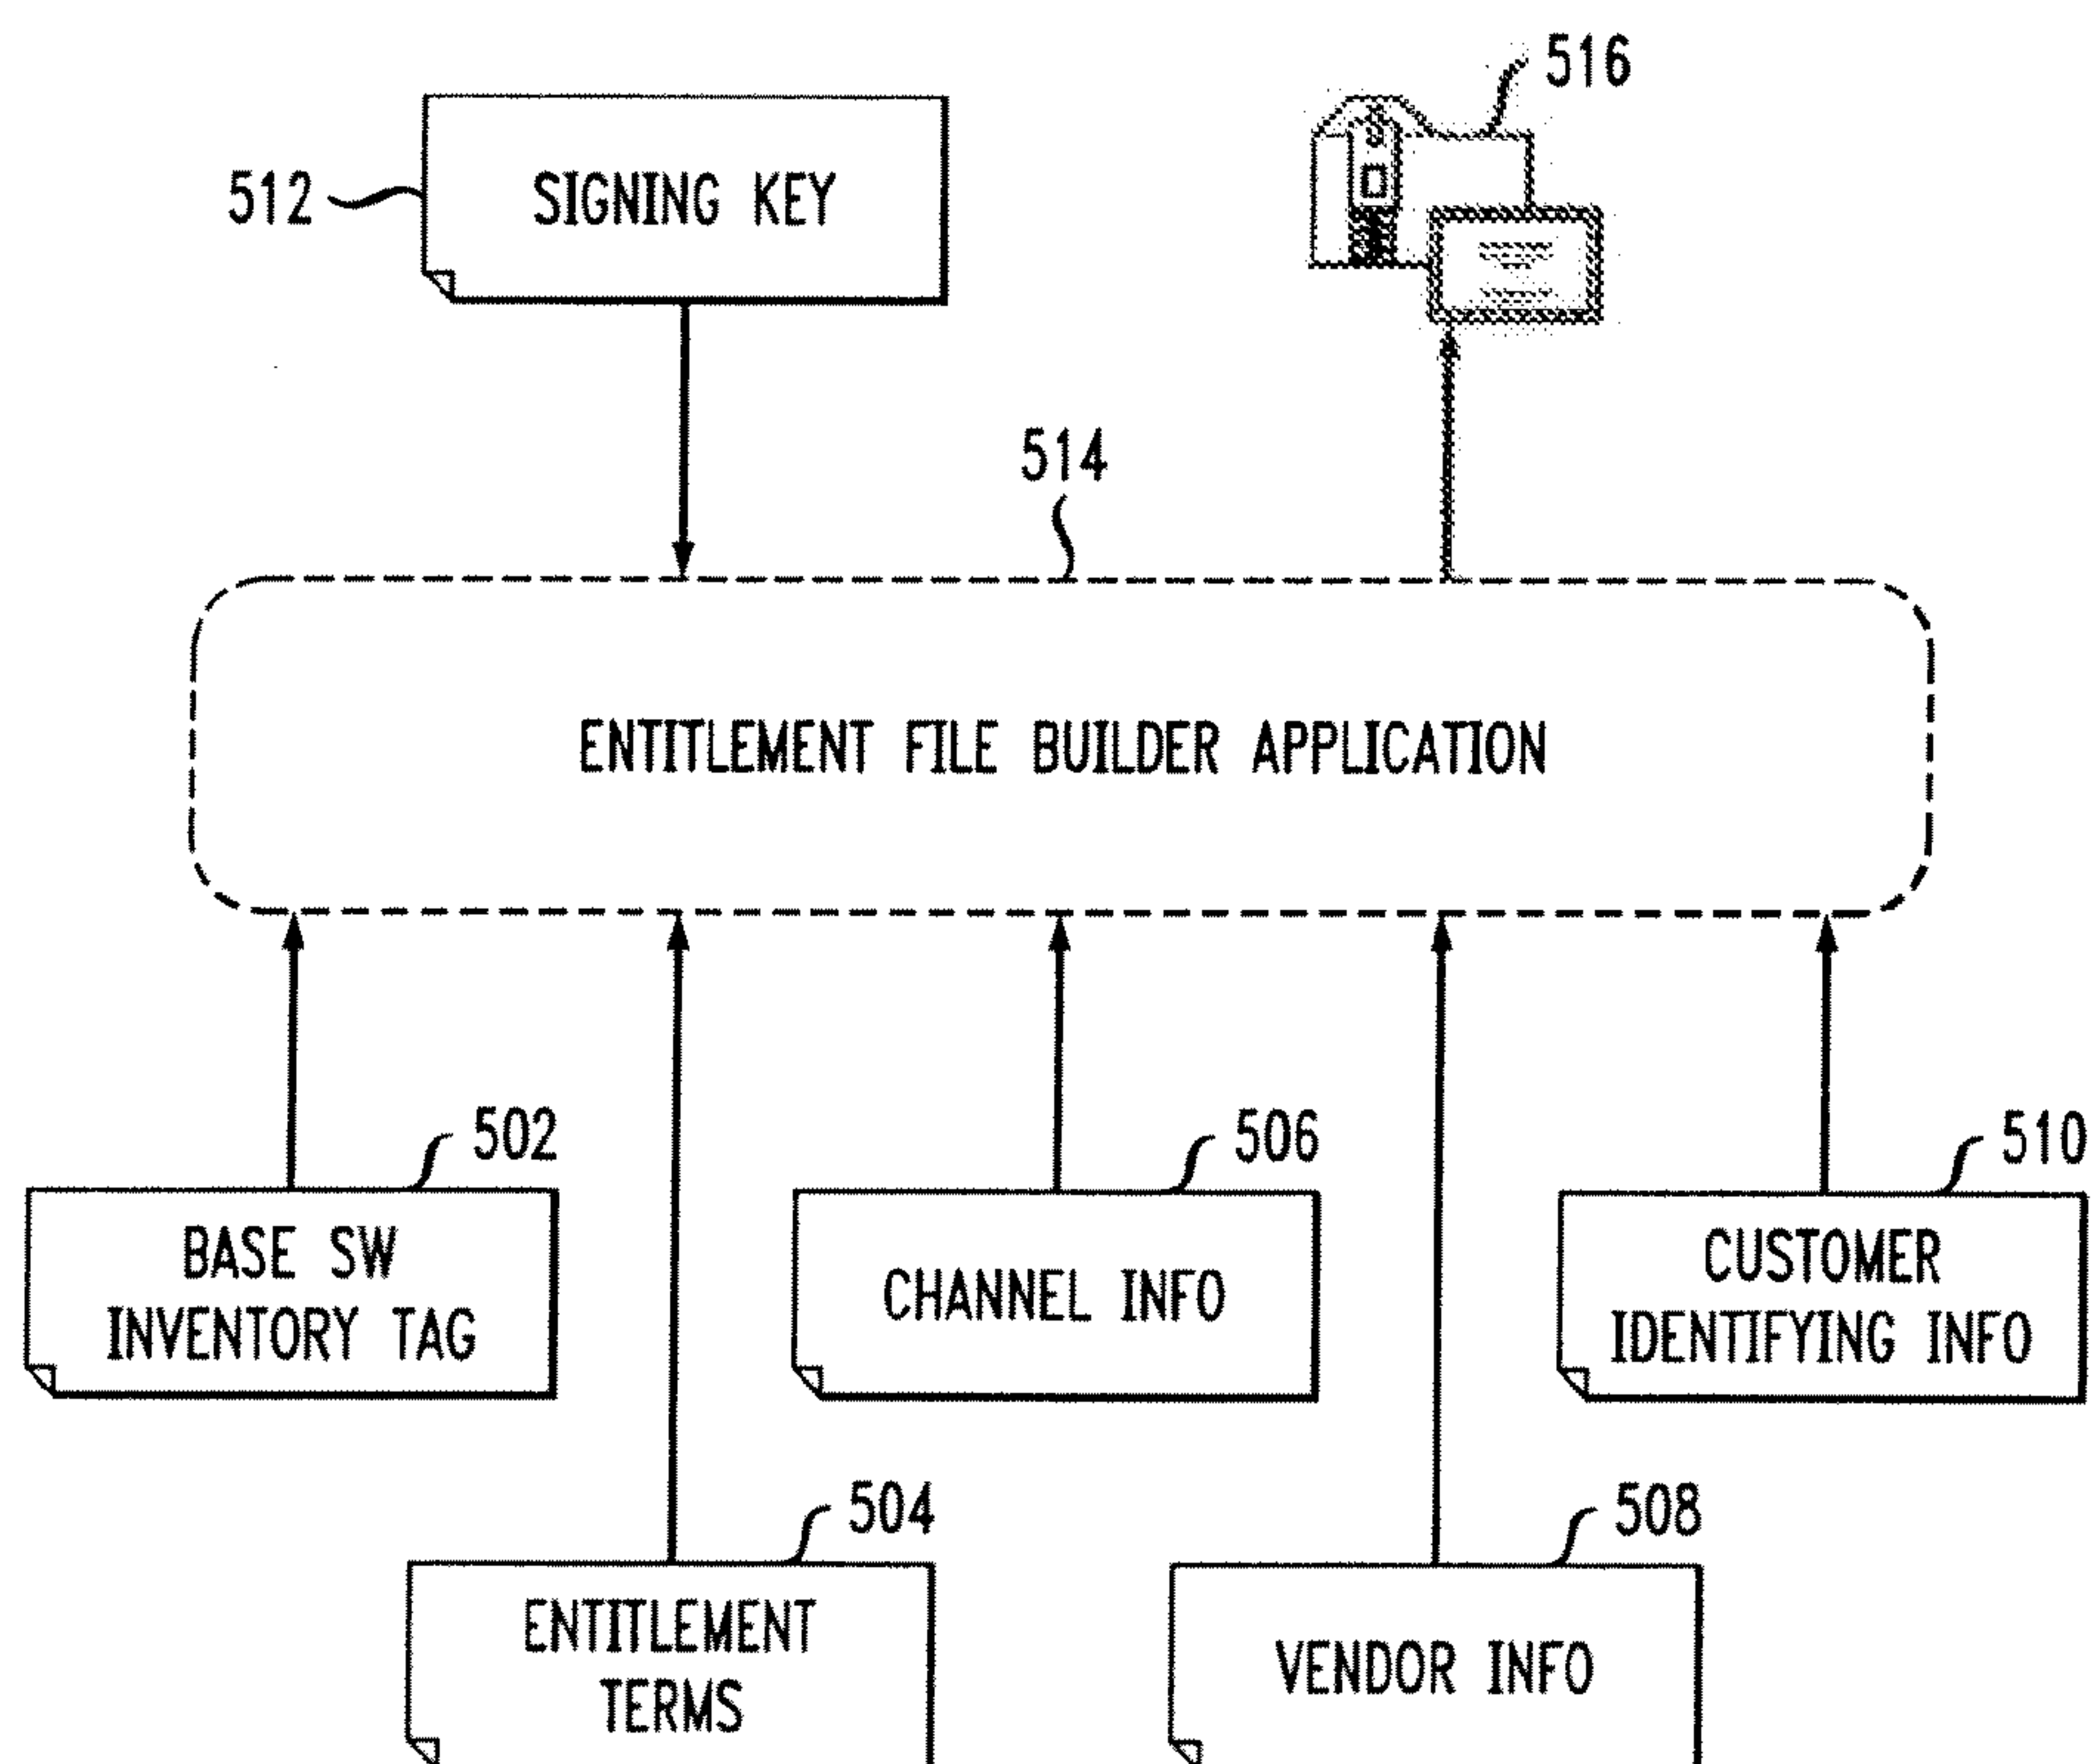 516
512
SIGNING KEY
514
ENTITLEMENT FILE BUILDER APPLICATION
502
506
510
BASE SW
INVENTORY TAG
CHANNEL INFO
CUSTOMER
IDENTIFYING INFO
504
508
ENTITLEMENT
TERMS
VENDOR INFO